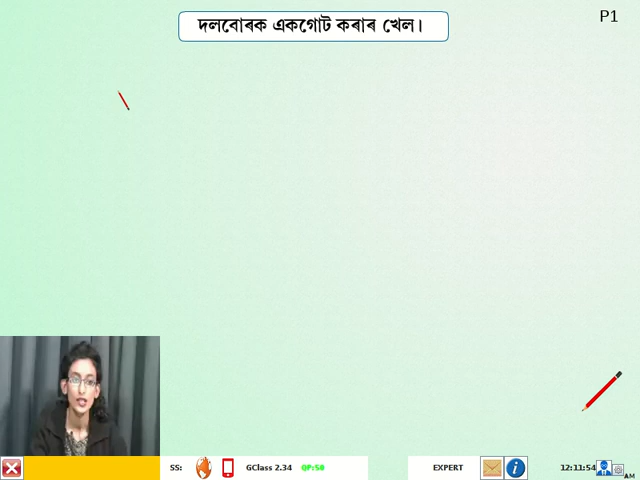 দলবোৰক একগোট কৰাৰ খেল।
P1
SS:
GClass 2.34
QP:50
EXPERT
12:11:54
AM